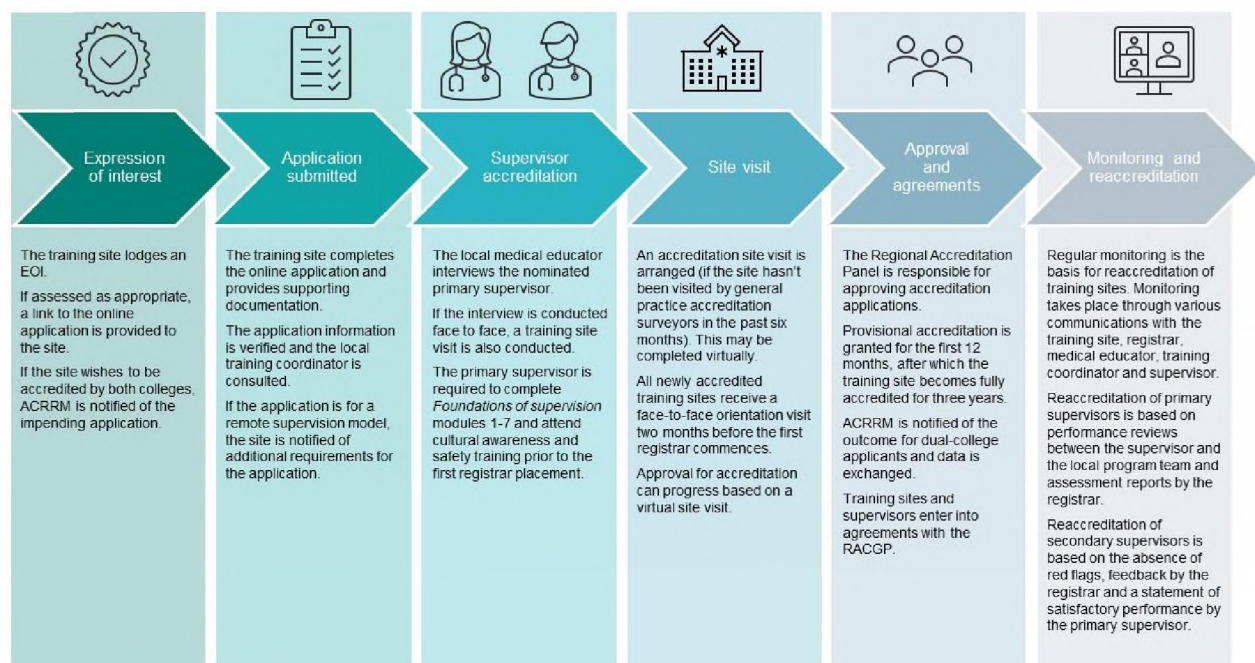 Expression
of interest
Application
submitted
Supervisor
accreditation
Site visit
Approval
and
agreements
Monitoring and
reaccreditation
The training site lodges an
EOI.
If assessed as appropriate,
a link to the online
application is provided to
the site.
If the site wishes to be
accredited by both colleges,
ACRRM is notified of the
impending application.
The training site completes
the online application and
provides supporting
documentation.
The application information
is verified and the local
training coordinator is
consulted.
If the application is for a
remote supervision model,
the site is notified of
additional requirements for
the application.
The local medical educator
interviews the nominated
primary supervisor.
If the interview is conducted
face to face, a training site
visit is also conducted.
The primary supervisor is
required to complete
Foundations of supervision
modules 1-7 and attend
cultural awareness and
safety training prior to the
first registrar placement.
An accreditation site visit is
arranged (if the site hasn't
been visited by general
practice accreditation
surveyors in the past six
months). This may be
completed virtually.
All newly accredited
training sites receive a
face-to-face orientation visit
two months before the first
registrar commences.
Approval for accreditation
can progress based on a
virtual site visit.
The Regional Accreditation
Panel is responsible for
approving accreditation
applications.
Provisional accreditation is
granted for the first 12
months, after which the
training site becomes fully
accredited for three years.
ACRRM is notified of the
outcome for dual-college
applicants and data is
exchanged.
Training sites and
supervisors enter into
agreements with the
RACGP.
Regular monitoring is the
basis for reaccreditation of
training sites. Monitoring
takes place through various
communications with the
training site, registrar,
medical educator, training
coordinator and supervisor.
Reaccreditation of primary
supervisors is based on
performance reviews
between the supervisor and
the local program team and
assessment reports by the
registrar.
Reaccreditation of
secondary supervisors is
based on the absence of
red flags, feedback by the
registrar and a statement of
satisfactory performance by
the primary supervisor.